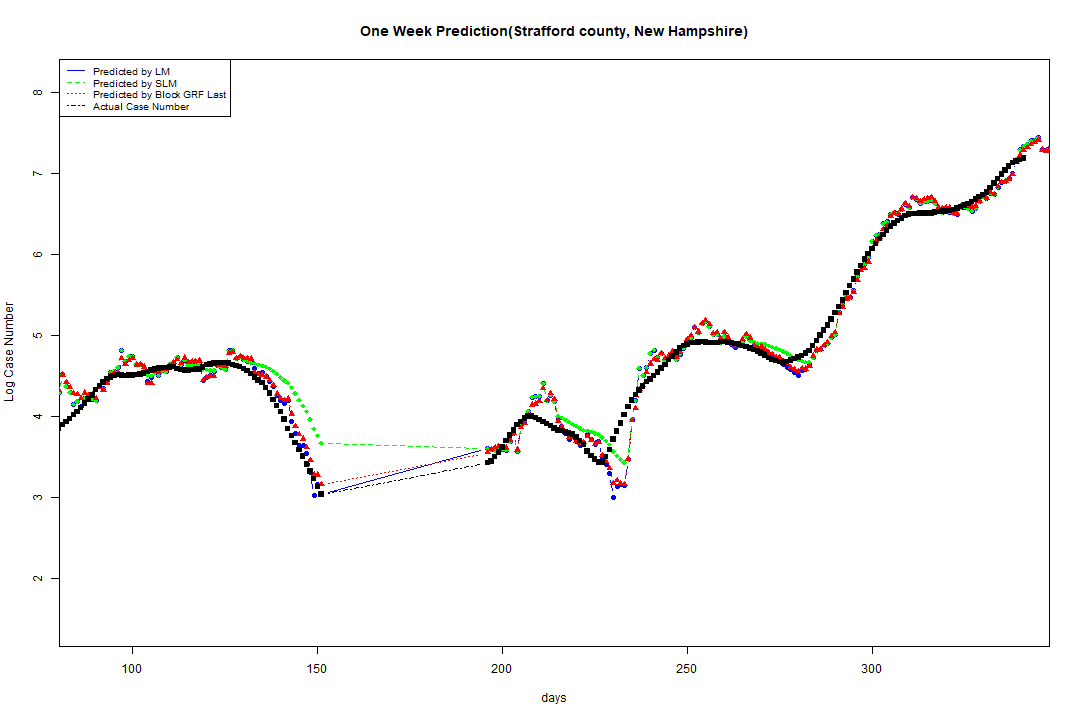 One Week Prediction(Strafford county, New Hampshire)
Predicted by LM
Predicted by SLM
Predicted by Block GRF Last
Actual Case Number
8
7
6
5
4
3
2
Log Case Number
100 150 200 250 300
days